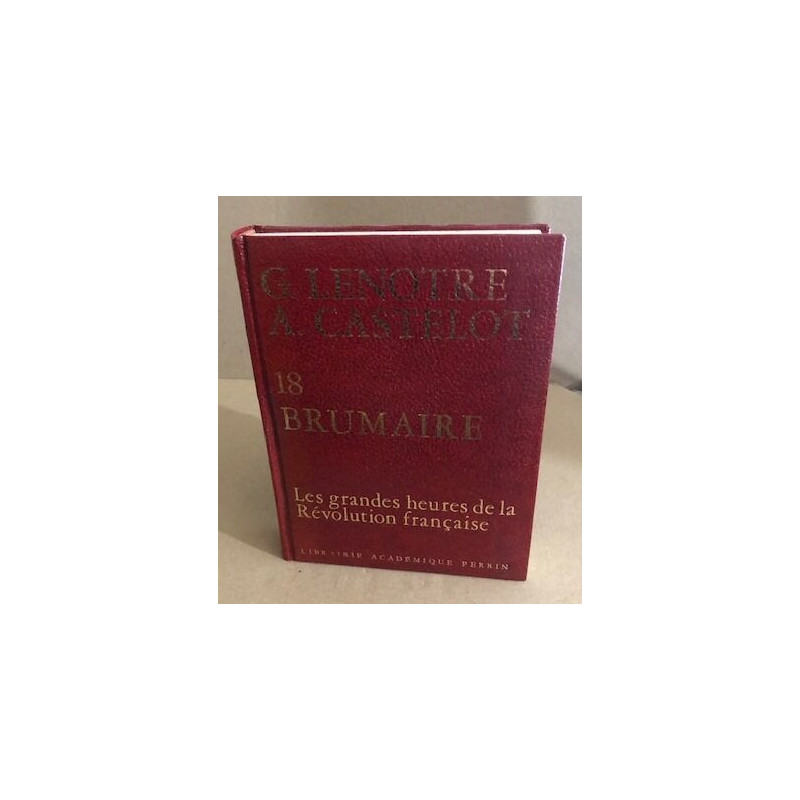 G. LENOTRE
A. CASTELOT
18
BRUMAIRE
Les grandes heures de la
Révolution française
LIBRAIRIE ACADÉMIQUE PERRIN